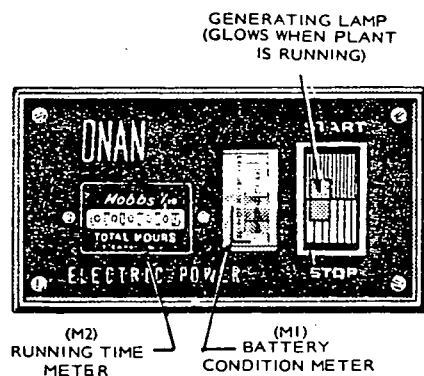 GENERATING LAMP
(GLOWS WHEN PLANT
IS RUNNING)
START
ONAN
Hobbs
TOTAL HOURS
ELECTRIC POWER
STOP
(M2)
RUNNING TIME
METER
(M1)
BATTERY
CONDITION METER